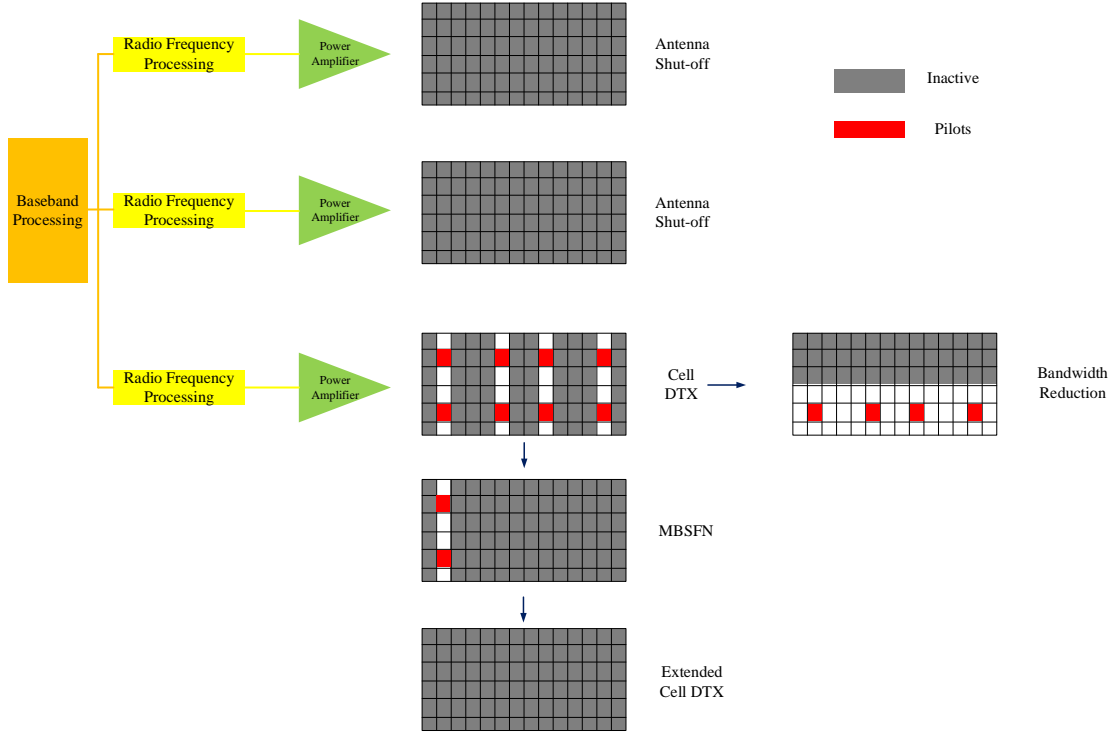 Radio Frequency
Processing
Power
Amplifier
Antenna
Shut-off
Inactive
Pilots
Baseband
Processing
Radio Frequency
Processing
Power
Amplifier
Antenna
Shut-off
Radio Frequency
Processing
Power
Amplifier
Cell
DTX
Bandwidth
Reduction
MBSFN
Extended
Cell DTX